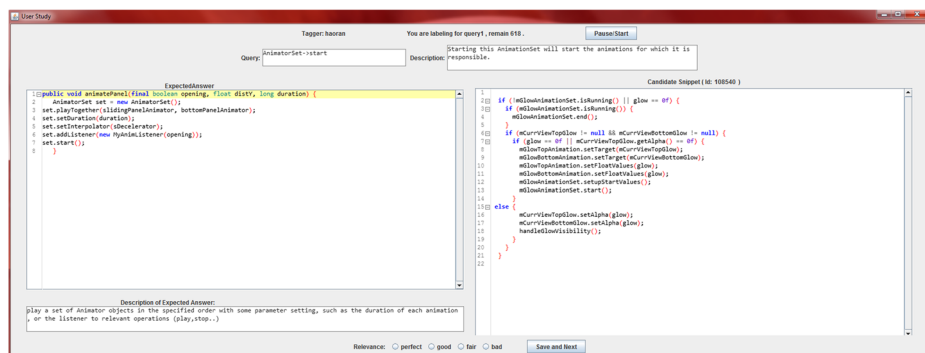 User Study
Tagger: haoran You are labeling for query1 , remain 618 . Pause/Start
Query: AnimatorSet->start Description: Starting this AnimationSet will start the animations for which it is
responsible.
ExpectedAnswer
1 public void animatePanel(final boolean opening, float distY, long duration) {
2 AnimatorSet set = new AnimatorSet();
3 set.playTogether(slidingPanelAnimator, bottomPanelAnimator);
4 set.setDuration(duration);
5 set.setInterpolator(sDecelerator);
6 set.addListener(new MyAnimListener(opening));
7 set.start();
8 }
Description of Expected Answer:
play a set of Animator objects in the specified order with some parameter setting, such as the duration of each animation
, or the listener to relevant operations (play,stop..)
Candidate Snippet ( Id: 108540 )
1
2 if (!mGlowAnimationSet.isRunning() || glow == 0f) {
3 if (mGlowAnimationSet.isRunning()) {
4 mGlowAnimationSet.end();
5 }
6 if (mCurrViewTopGlow != null && mCurrViewBottomGlow != null) {
7 if (glow == 0f || mCurrViewTopGlow.getAlpha() == 0f) {
8 mGlowTopAnimation.setTarget(mCurrViewTopGlow);
9 mGlowBottomAnimation.setTarget(mCurrViewBottomGlow);
10 mGlowTopAnimation.setFloatValues(glow);
11 mGlowBottomAnimation.setFloatValues(glow);
12 mGlowAnimationSet.setupStartValues();
13 mGlowAnimationSet.start();
14 }
15 else {
16 mCurrViewTopGlow.setAlpha(glow);
17 mCurrViewBottomGlow.setAlpha(glow);
18 handleGlowVisibility();
19 }
20 }
21 }
22
Relevance: perfect good fair bad Save and Next